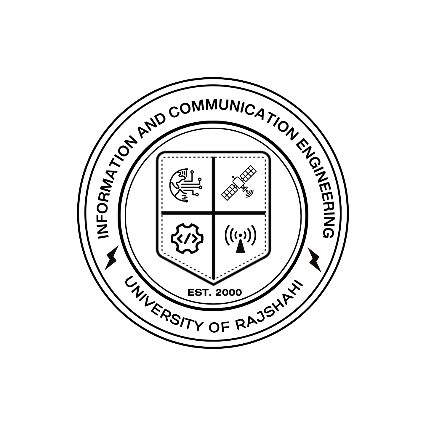 INFORMATION AND COMMUNICATION ENGINEERING
</>
EST. 2000
UNIVERSITY OF RAJSHAHI